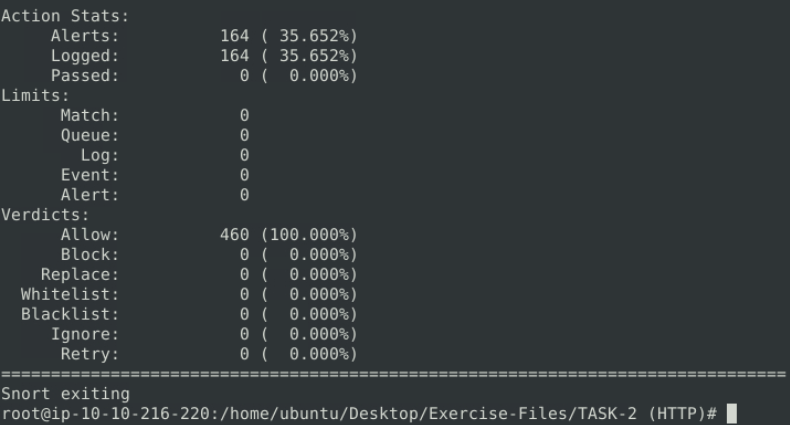 Action Stats:
     Alerts:          164 ( 35.652%)
     Logged:          164 ( 35.652%)
     Passed:            0 (  0.000%)
Limits:
      Match:            0
      Queue:            0
        Log:            0
      Event:            0
      Alert:            0
Verdicts:
      Allow:          460 (100.000%)
      Block:            0 (  0.000%)
    Replace:            0 (  0.000%)
  Whitelist:            0 (  0.000%)
  Blacklist:            0 (  0.000%)
     Ignore:            0 (  0.000%)
      Retry:            0 (  0.000%)
===============================================================================
Snort exiting
root@ip-10-10-216-220:/home/ubuntu/Desktop/Exercise-Files/TASK-2 (HTTP)#